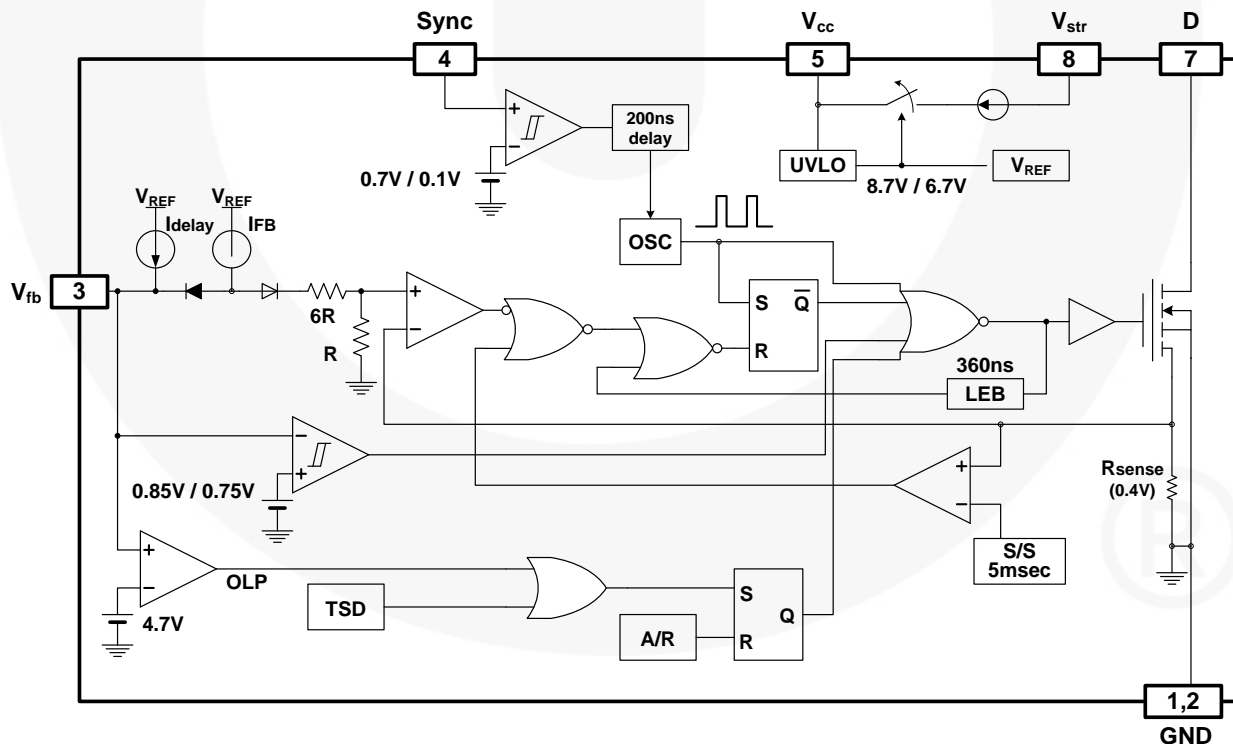 Sync
Vcc
Vstr
D
4
5
8
7
+
−
200ns
delay
0.7V / 0.1V
UVLO
VREF
8.7V / 6.7V
VREF
VREF
Idelay
IFB
OSC
Vfb
3
6R
R
+
−
S
Q
R
360ns
LEB
−
+
0.85V / 0.75V
+
−
Rsense
(0.4V)
S/S
5msec
+
−
OLP
4.7V
TSD
A/R
S
Q
R
1,2
GND
®